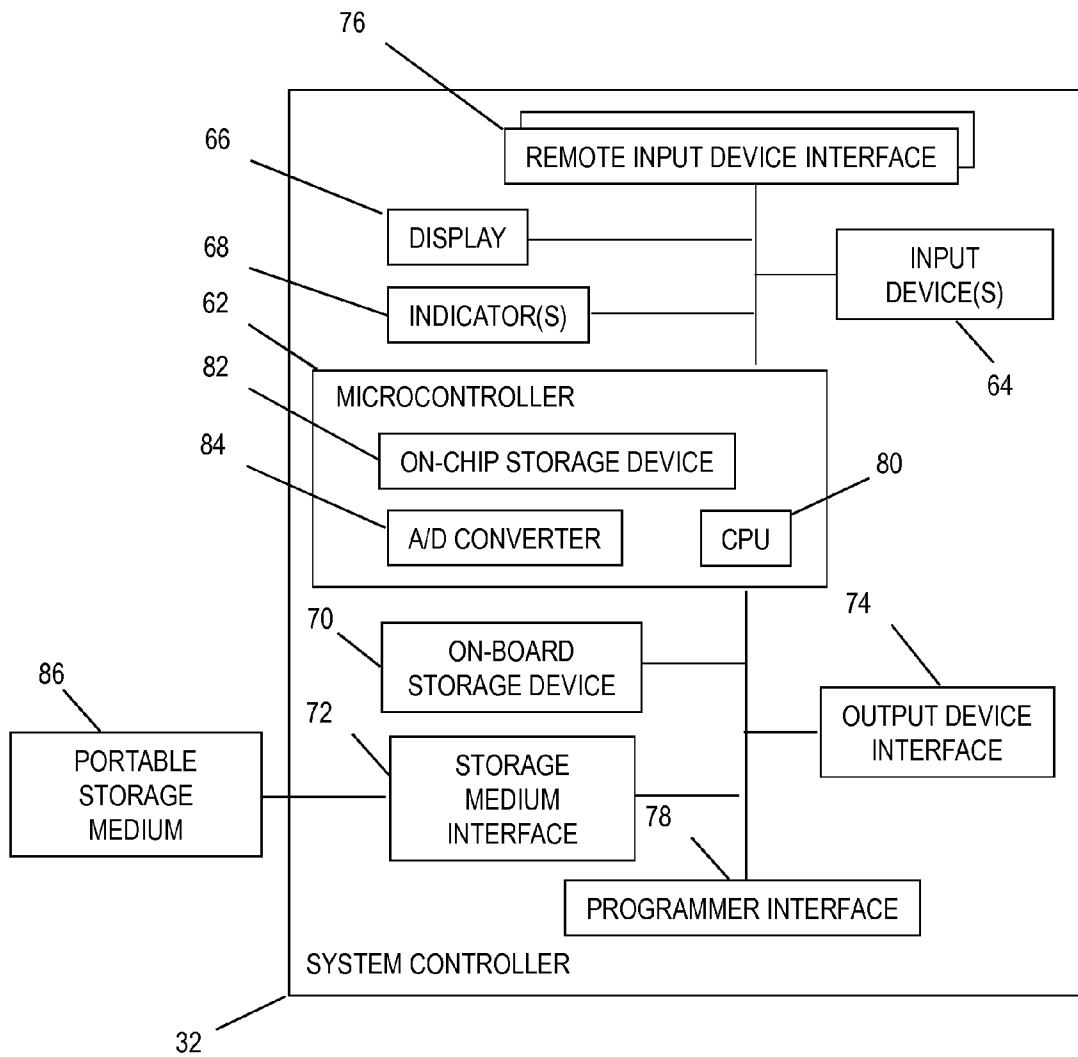 76
REMOTE INPUT DEVICE INTERFACE
66
DISPLAY
68
INPUT
DEVICE(S)
INDICATOR(S)
62
64
82
MICROCONTROLLER
ON-CHIP STORAGE DEVICE
84
80
A/D CONVERTER
CPU
70
ON-BOARD
STORAGE DEVICE
74
86
72
OUTPUT DEVICE
INTERFACE
PORTABLE
STORAGE
MEDIUM
STORAGE
MEDIUM
INTERFACE
78
PROGRAMMER INTERFACE
SYSTEM CONTROLLER
32